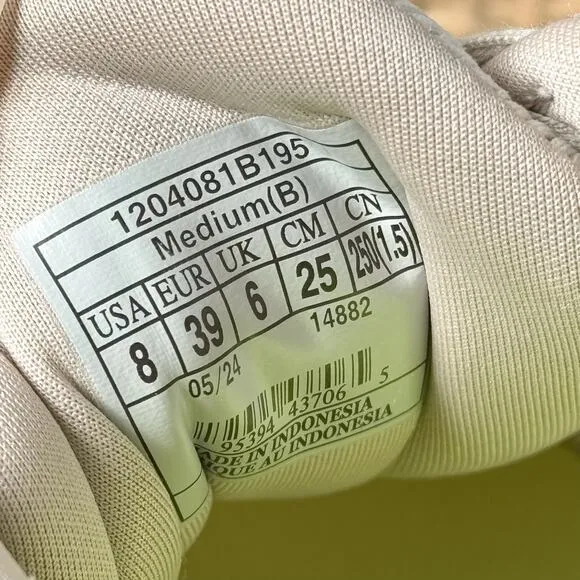 1204081B195
Medium(B)
USA EUR UK CM CN
8 39 6 25 250(1.5)
05/24 14882
95394 43706 5
MADE IN INDONESIA
AU INDONESIA